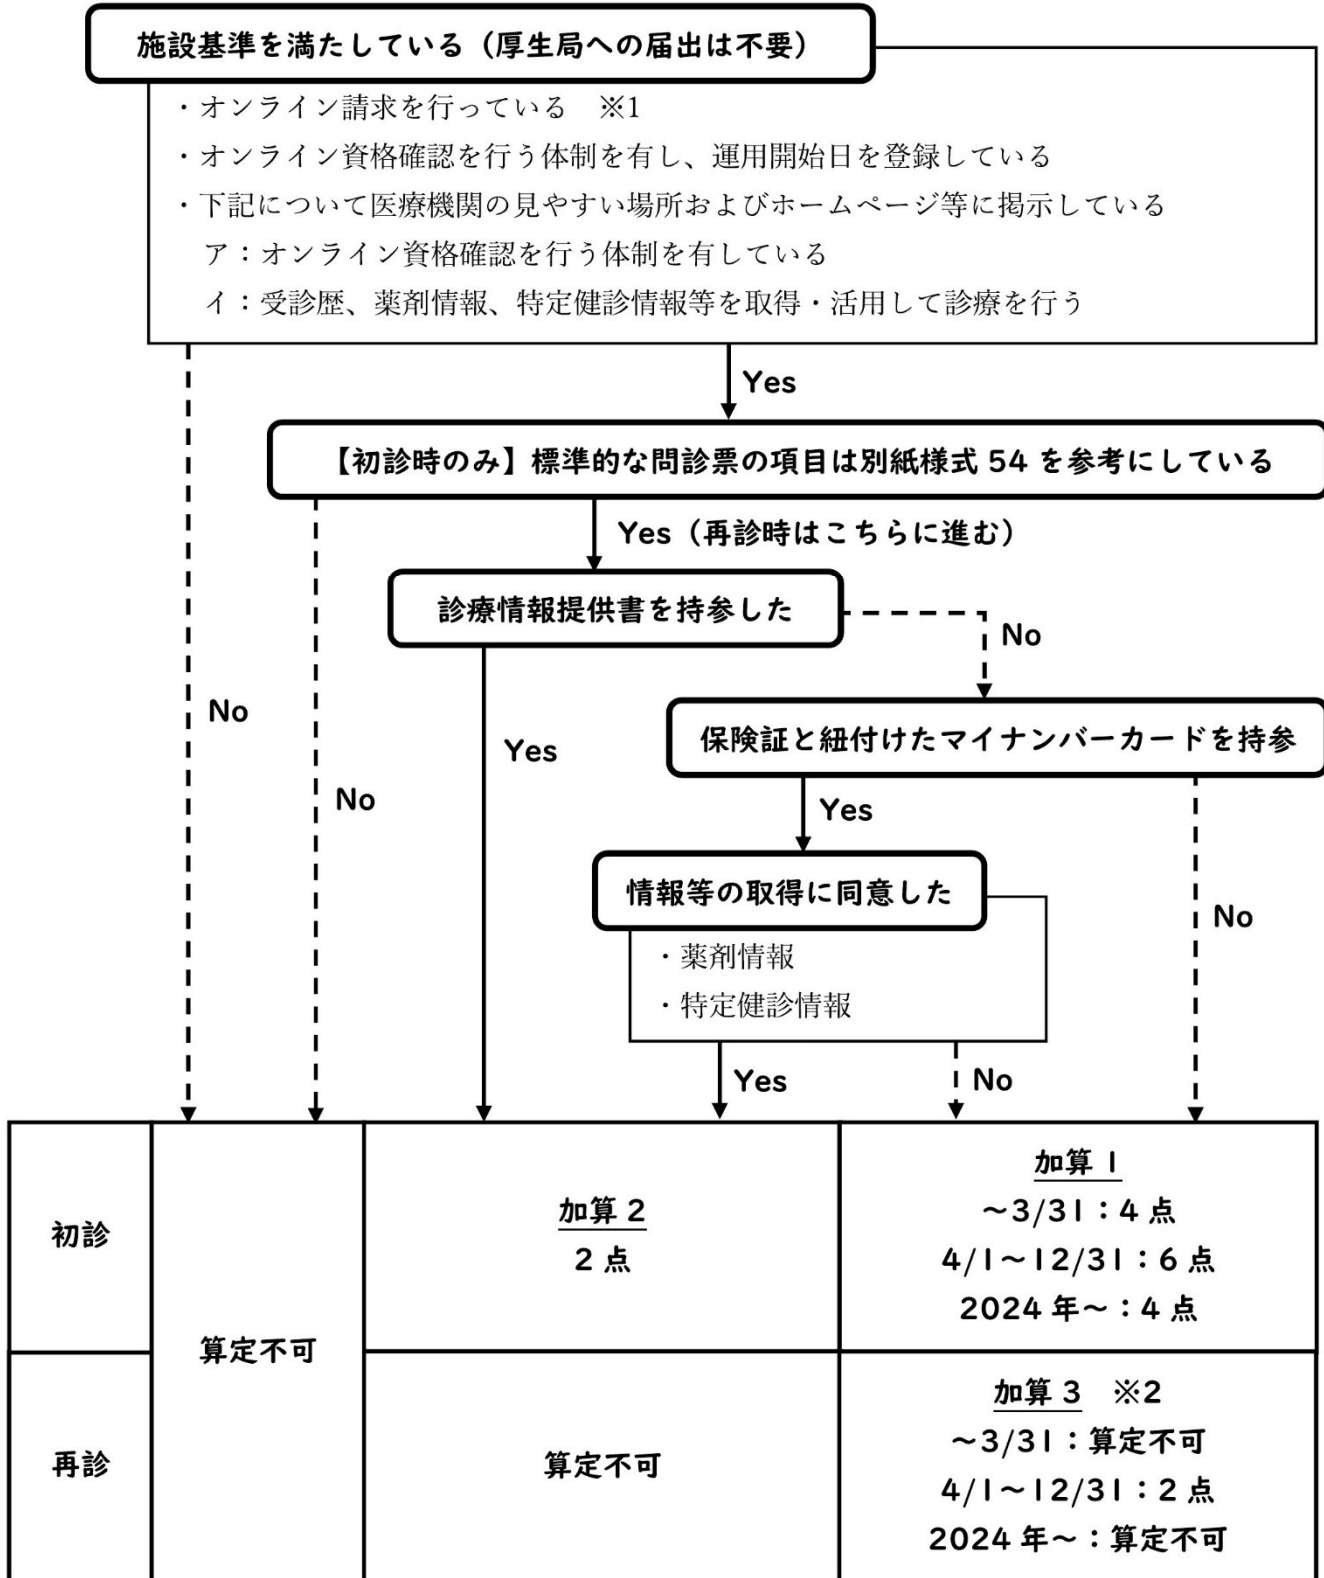 施設基準を満たしている（厚生局への届出は不要）
・オンライン請求を行っている　※1
・オンライン資格確認を行う体制を有し、運用開始日を登録している
・下記について医療機関の見やすい場所およびホームページ等に掲示している
ア：オンライン資格確認を行う体制を有している
イ：受診歴、薬剤情報、特定健診情報等を取得・活用して診療を行う
Yes
【初診時のみ】標準的な問診票の項目は別紙様式 54 を参考にしている
Yes（再診時はこちらに進む）
診療情報提供書を持参した
No
No
保険証と紐付けたマイナンバーカードを持参
Yes
No
Yes
情報等の取得に同意した
No
・薬剤情報
・特定健診情報
Yes
No
初診
算定不可
加算 2
2 点
加算 1
～3/31：4 点
4/1～12/31：6 点
2024 年～：4 点
再診
算定不可
加算 3　※2
～3/31：算定不可
4/1～12/31：2 点
2024 年～：算定不可